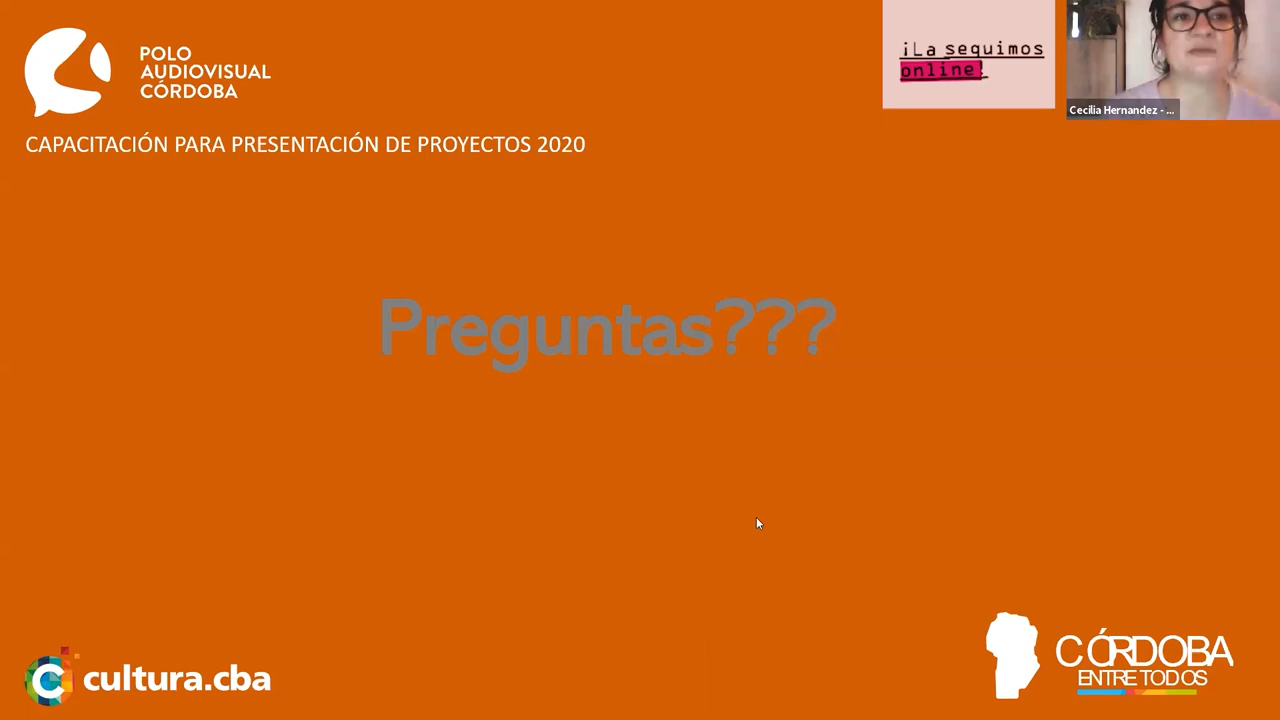 POLO
AUDIOVISUAL
CÓRDOBA
¡La seguimos
online!
Cecilia Hernandez - ...
CAPACITACIÓN PARA PRESENTACIÓN DE PROYECTOS 2020
Preguntas???
cultura.cba
CÓRDOBA
ENTRE TODOS